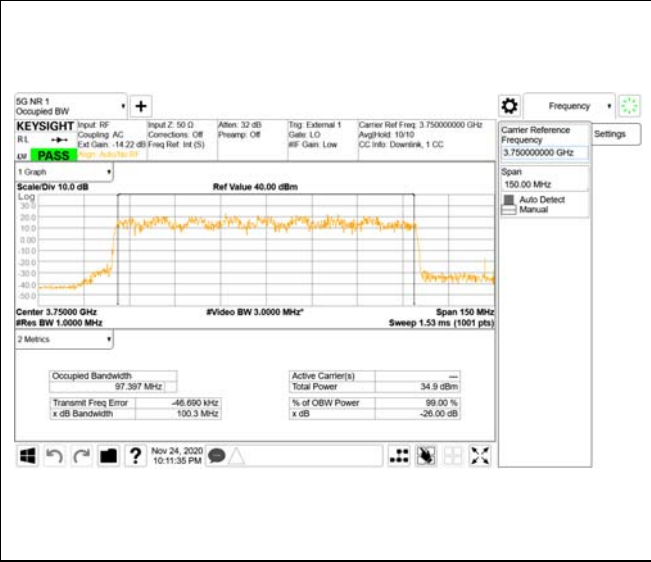 5G NR 1
Occupied BW
Frequency
KEYSIGHT
Input: RF
Input Z: 50 Ω
Atten: 32 dB
Trig: External 1
Carrier Ref Freq: 3.750000000 GHz
R L
Coupling: AC
Corrections: Off
Preamp: Off
Gate: LO
Avg|Hold: 10/10
Ext Gain: -14.22 dB
Freq Ref: Int (S)
#IF Gain: Low
CC Info: Downlink, 1 CC
PASS
Align: Auto/No RF
Carrier Reference
Frequency
3.750000000 GHz
Settings
Span
150.00 MHz
Auto Detect
Manual
1 Graph
Scale/Div 10.0 dB
Ref Value 40.00 dBm
Log
30.0
20.0
10.0
0.00
-10.0
-20.0
-30.0
-40.0
-50.0
Center 3.75000 GHz
#Video BW 3.0000 MHz*
Span 150 MHz
#Res BW 1.0000 MHz
Sweep 1.53 ms (1001 pts)
2 Metrics
Occupied Bandwidth
97.397 MHz
Active Carrier(s)
---
Total Power
34.9 dBm
Transmit Freq Error
-46.690 kHz
% of OBW Power
99.00 %
x dB Bandwidth
100.3 MHz
x dB
-26.00 dB
?
Nov 24, 2020
10:11:35 PM